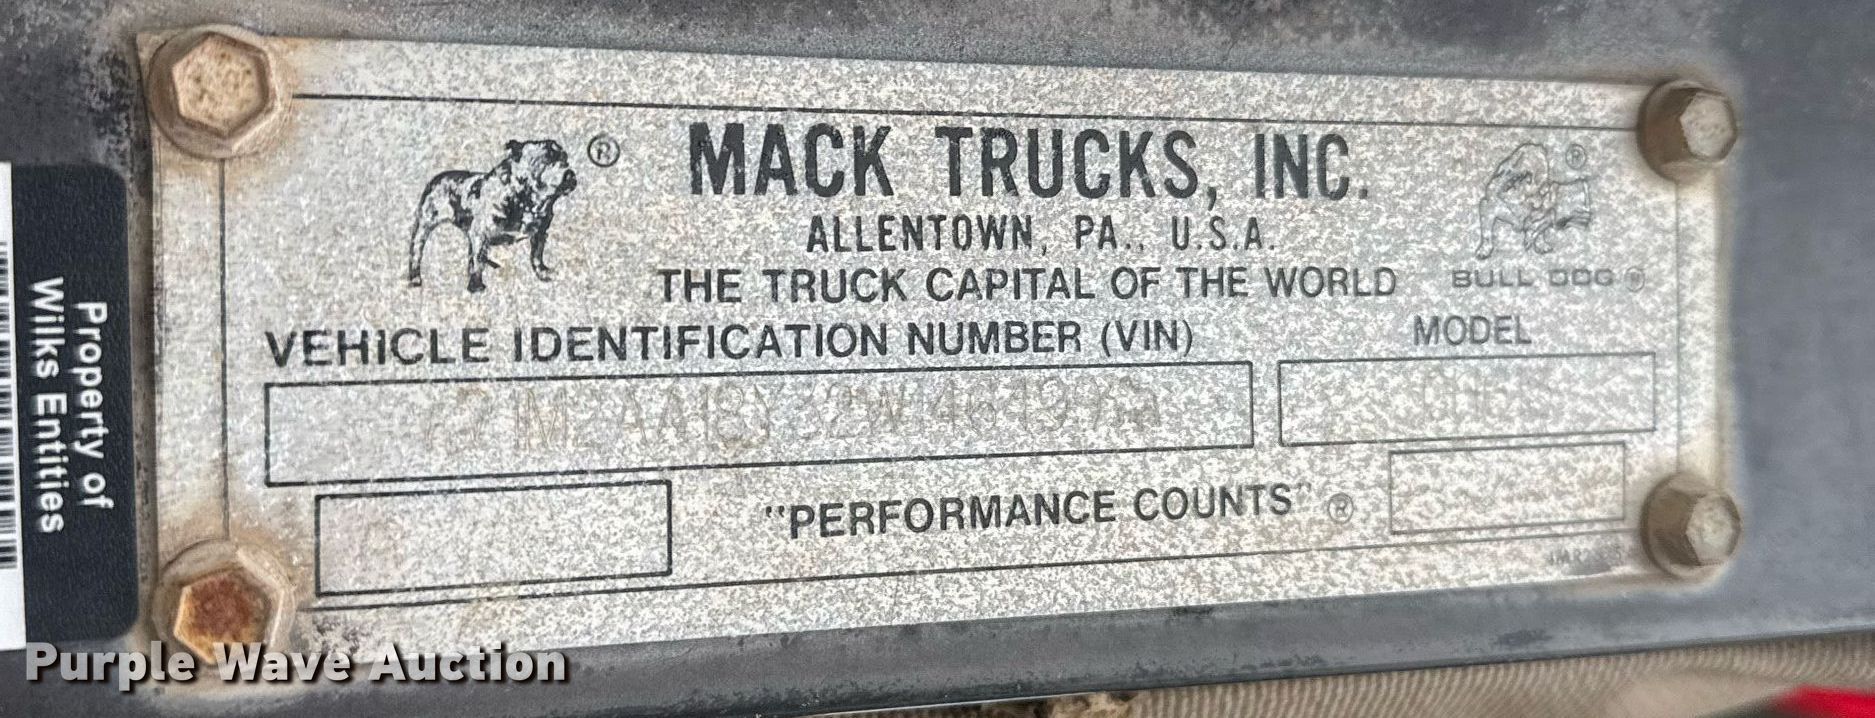 MACK TRUCKS, INC.
ALLENTOWN, PA., U.S.A.
THE TRUCK CAPITAL OF THE WORLD
®
BULL DOG ®
VEHICLE IDENTIFICATION NUMBER (VIN)
MODEL
"PERFORMANCE COUNTS" ®
Property of
Wilks Entities
Purple Wave Auction